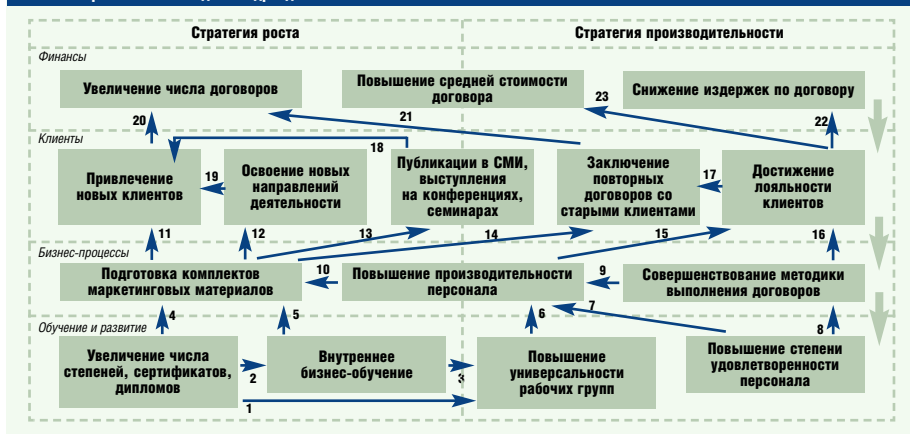 Стратегия роста
Стратегия производительности
Финансы
Увеличение числа договоров
Повышение средней стоимости
договора
23
Снижение издержек по договору
20
21
22
Клиенты
18
Привлечение
новых клиентов
19
Освоение новых
направлений
деятельности
Публикации в СМИ,
выступления
на конференциях,
семинарах
Заключение
повторных
договоров со
старыми клиентами
17
Достижение
лояльности
клиентов
11
12
13
14
15
16
Бизнес-процессы
Подготовка комплектов
маркетинговых материалов
10
Повышение производительности
персонала
9
Совершенствование методики
выполнения договоров
4
5
6
7
8
Обучение и развитие
Увеличение числа
степеней, сертификатов,
дипломов
2
Внутреннее
бизнес-обучение
3
Повышение
универсальности
рабочих групп
Повышение степени
удовлетворенности
персонала
1